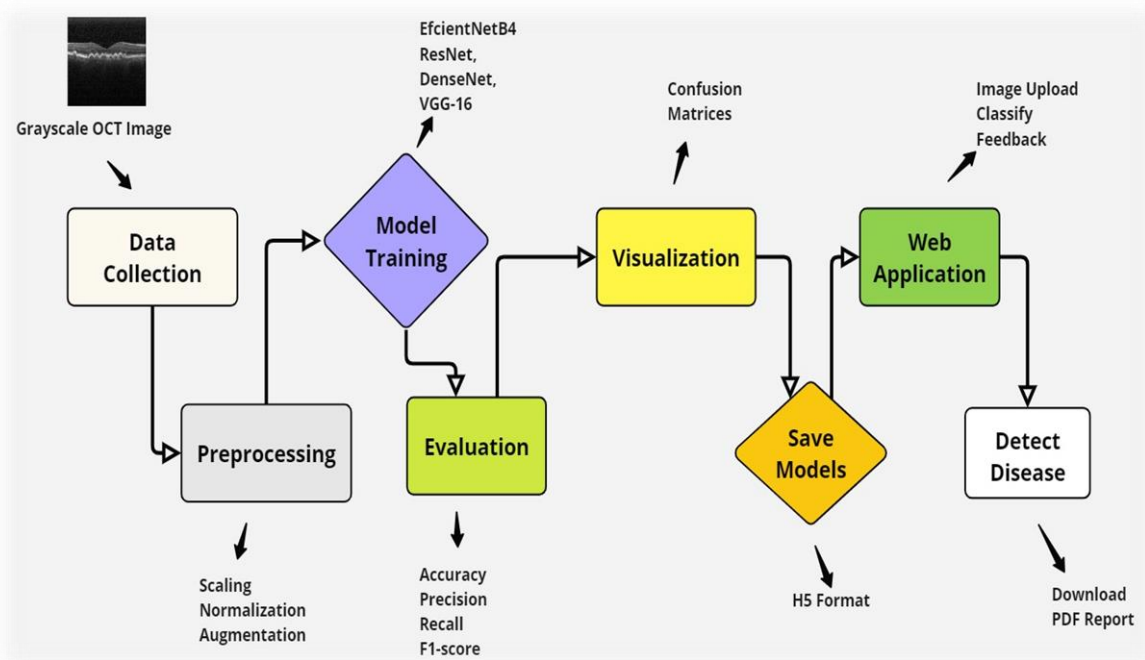 Grayscale OCT Image
Data
Collection
Preprocessing
Scaling
Normalization
Augmentation
EfcientNetB4
ResNet,
DenseNet,
VGG-16
Model
Training
Evaluation
Accuracy
Precision
Recall
F1-score
Confusion
Matrices
Visualization
Save
Models
H5 Format
Image Upload
Classify
Feedback
Web
Application
Detect
Disease
Download
PDF Report